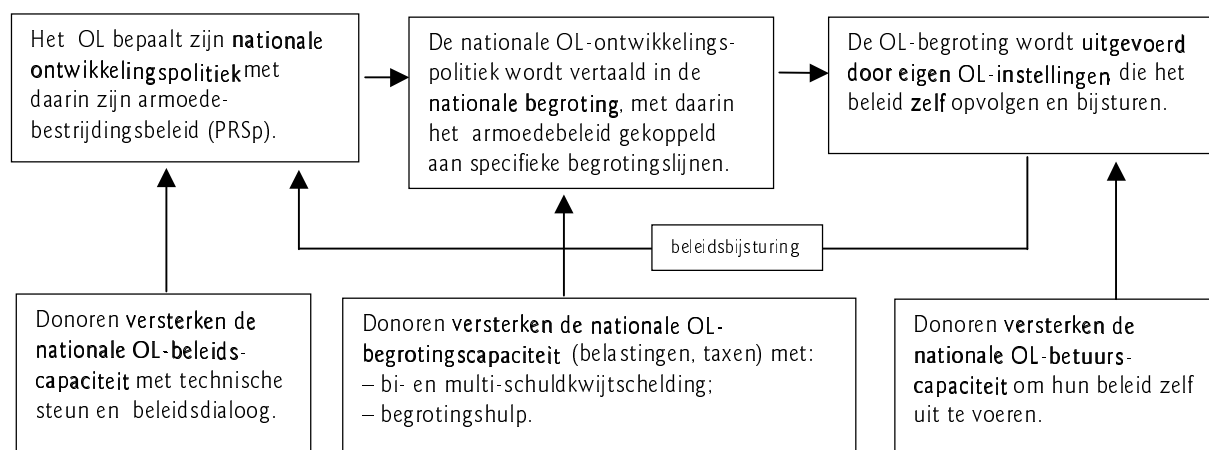 Het OL bepaalt zijn nationale
ontwikkelingspolitiek met
daarin zijn armoede-
bestrijdingsbeleid (PRSp).
De nationale OL-ontwikkelings-
politiek wordt vertaald in de
nationale begroting, met daarin
het armoedebeleid gekoppeld
aan specifieke begrotingslijnen.
De OL-begroting wordt uitgevoerd
door eigen OL-instellingen, die het
beleid zelf opvolgen en bijsturen.
beleidsbijsturing
Donoren versterken de
nationale OL-beleids-
capaciteit met technische
steun en beleidsdialoog.
Donoren versterken de nationale OL-
begrotingscapaciteit (belastingen, taxen) met:
– bi- en multi-schuldkwijtschelding;
– begrotingshulp.
Donoren versterken de
nationale OL-betuurs-
capaciteit om hun beleid zelf
uit te voeren.